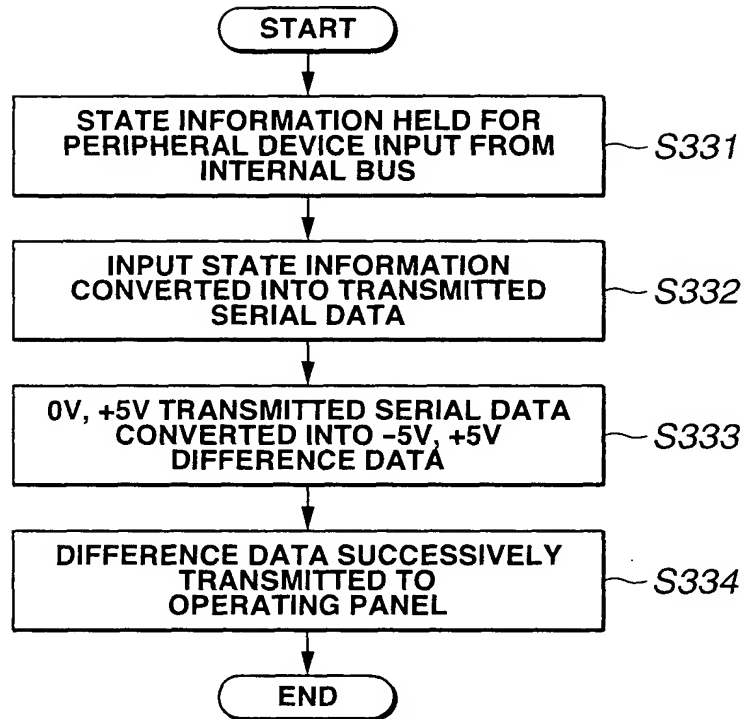 START
STATE INFORMATION HELD FOR
PERIPHERAL DEVICE INPUT FROM
INTERNAL BUS
S331
INPUT STATE INFORMATION
CONVERTED INTO TRANSMITTED
SERIAL DATA
S332
0V, +5V TRANSMITTED SERIAL DATA
CONVERTED INTO –5V, +5V
DIFFERENCE DATA
S333
DIFFERENCE DATA SUCCESSIVELY
TRANSMITTED TO
OPERATING PANEL
S334
END